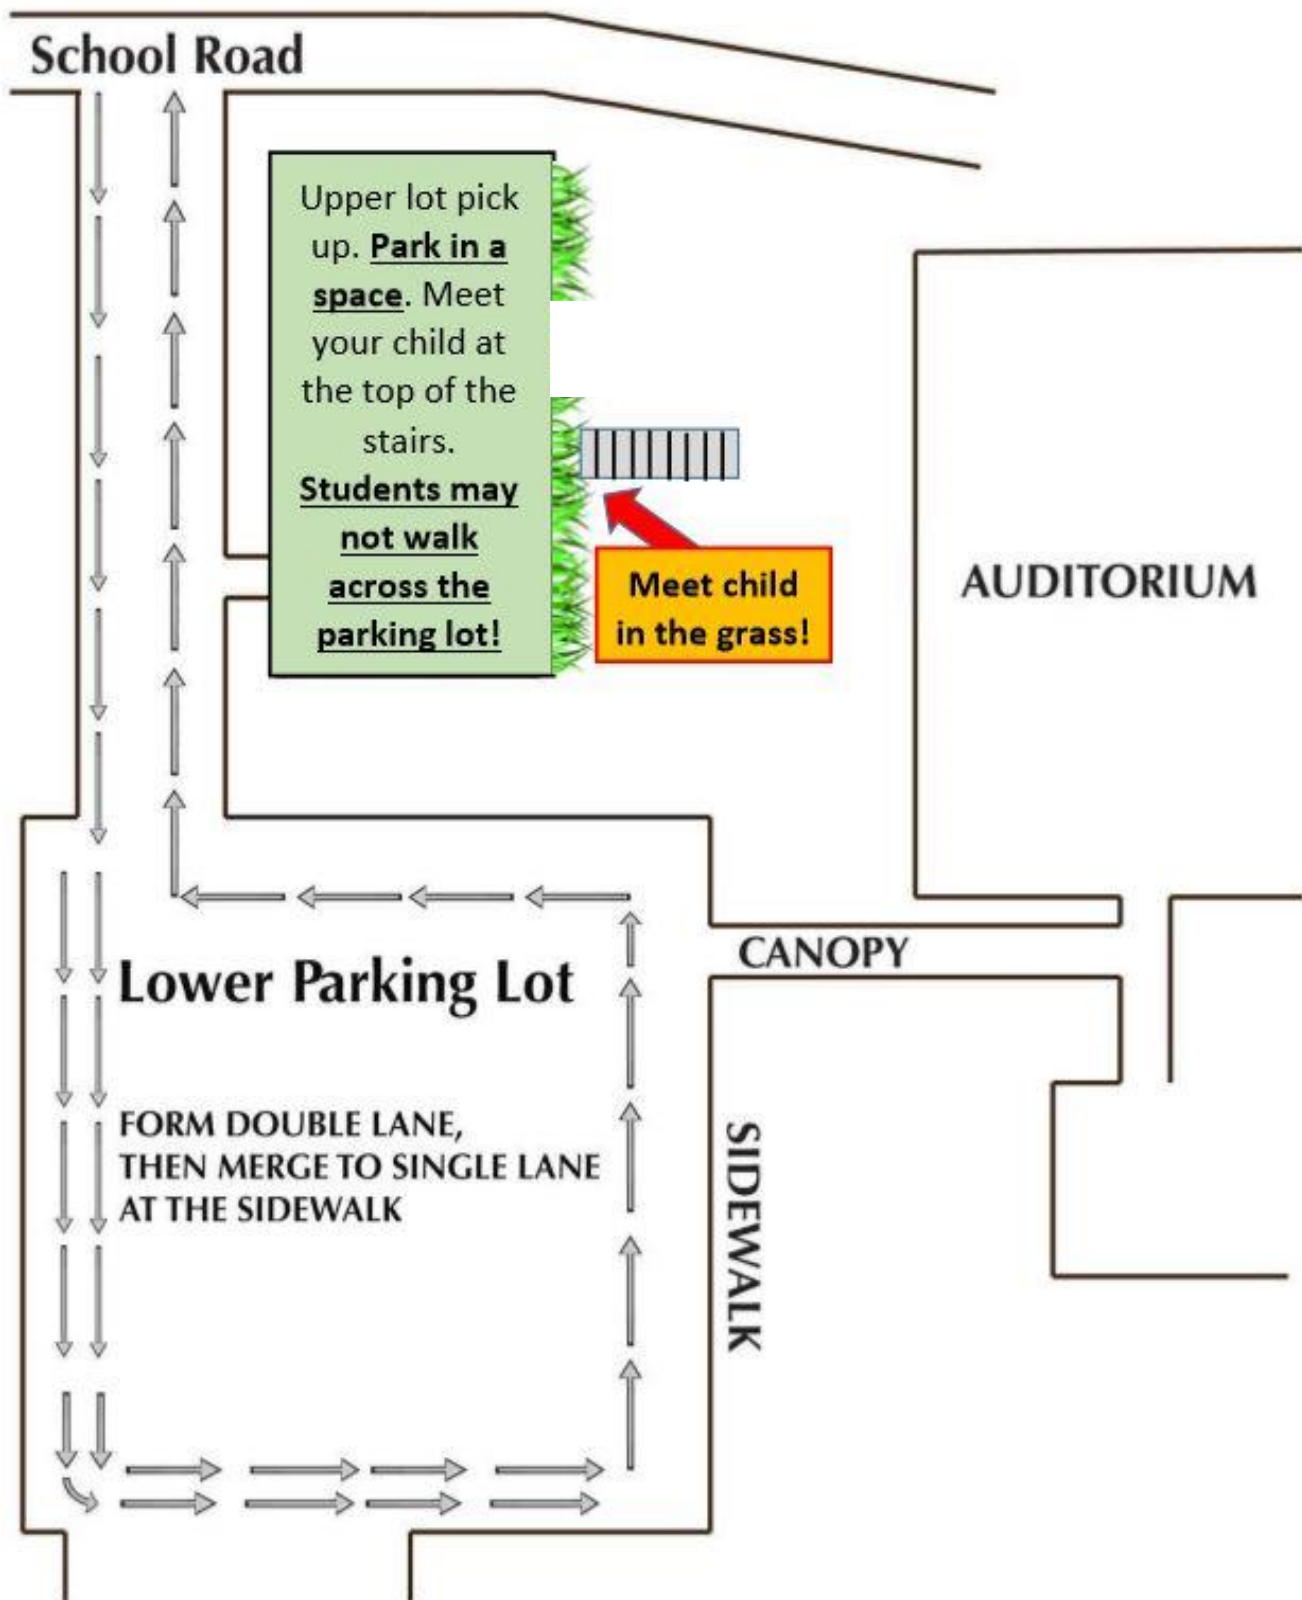 School Road
Upper lot pick
up. Park in a
space. Meet
your child at
the top of the
stairs.
Students may
not walk
across the
parking lot!
Meet child
in the grass!
AUDITORIUM
CANOPY
Lower Parking Lot
FORM DOUBLE LANE,
THEN MERGE TO SINGLE LANE
AT THE SIDEWALK
SIDEWALK